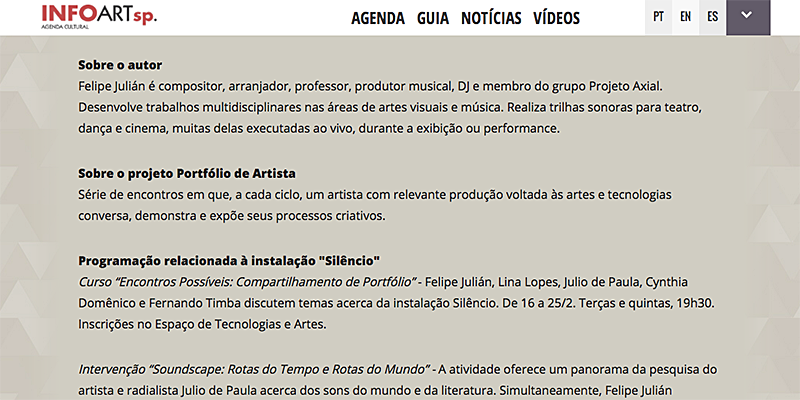 INFOARTsp.
AGENDA CULTURAL
AGENDA GUIA NOTÍCIAS VÍDEOS
PT EN ES
Sobre o autor
Felipe Julián é compositor, arranjador, professor, produtor musical, DJ e membro do grupo Projeto Axial.
Desenvolve trabalhos multidisciplinares nas áreas de artes visuais e música. Realiza trilhas sonoras para teatro,
dança e cinema, muitas delas executadas ao vivo, durante a exibição ou performance.
Sobre o projeto Portfólio de Artista
Série de encontros em que, a cada ciclo, um artista com relevante produção voltada às artes e tecnologias
conversa, demonstra e expõe seus processos criativos.
Programação relacionada à instalação "Silêncio"
Curso “Encontros Possíveis: Compartilhamento de Portfólio” - Felipe Julián, Lina Lopes, Julio de Paula, Cynthia
Domênico e Fernando Timba discutem temas acerca da instalação Silêncio. De 16 a 25/2. Terças e quintas, 19h30.
Inscrições no Espaço de Tecnologias e Artes.
Intervenção “Soundscape: Rotas do Tempo e Rotas do Mundo” - A atividade oferece um panorama da pesquisa do
artista e radialista Julio de Paula acerca dos sons do mundo e da literatura. Simultaneamente, Felipe Julián